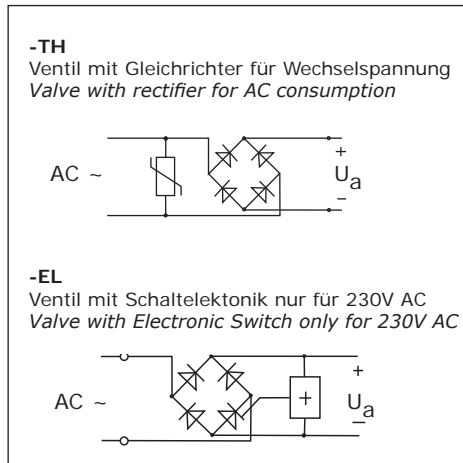 -TH
Ventil mit Gleichrichter für Wechselspannung
Valve with rectifier for AC consumption
+
AC ~
Ua
−
-EL
Ventil mit Schaltelektonik nur für 230V AC
Valve with Electronic Switch only for 230V AC
+
AC ~
+
Ua
−